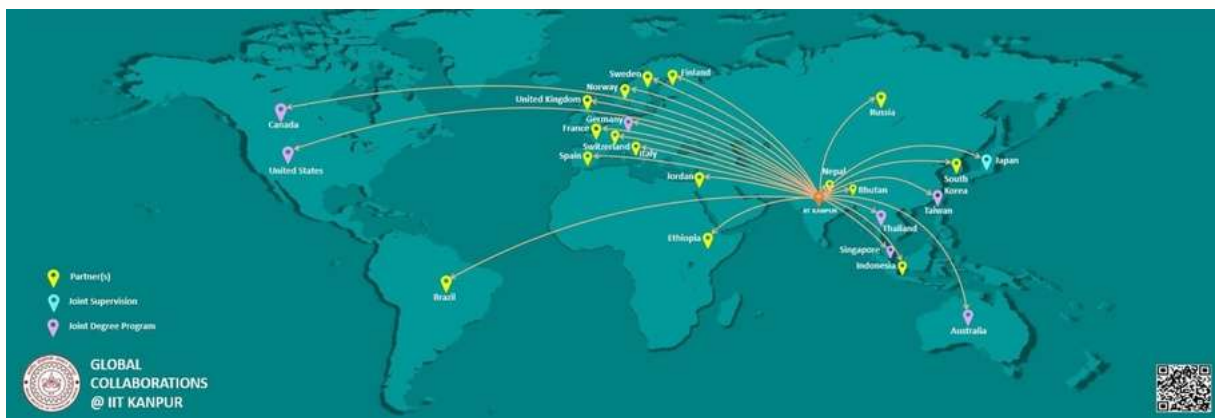 Sweden
Finland
Norway
United Kingdom
Russia
Canada
Germany
France
Switzerland
Italy
Spain
United States
Japan
South
Korea
Nepal
Bhutan
Jordan
IIT KANPUR
Taiwan
Thailand
Ethiopia
Singapore
Indonesia
Brazil
Australia
Partner(s)
Joint Supervision
Joint Degree Program
GLOBAL
COLLABORATIONS
@ IIT KANPUR